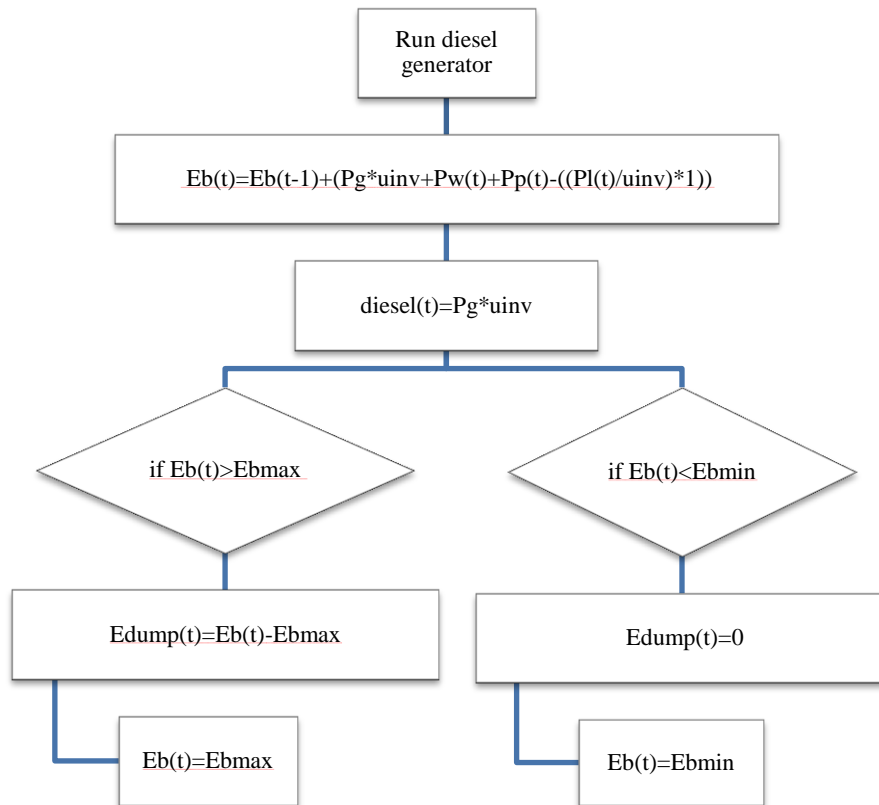 Run diesel
generator
Eb(t)=Eb(t-1)+(Pg*uinv+Pw(t)+Pp(t)-((Pl(t)/uinv)*1))
diesel(t)=Pg*uinv
if Eb(t)>Ebmax
if Eb(t)<Ebmin
Edump(t)=Eb(t)-Ebmax
Edump(t)=0
Eb(t)=Ebmax
Eb(t)=Ebmin